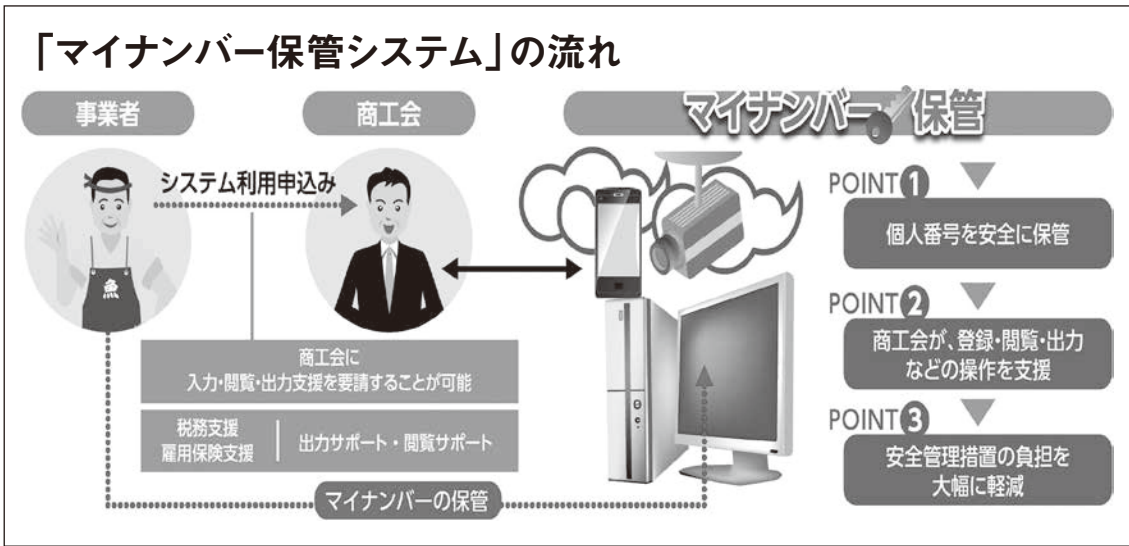 「マイナンバー保管システム」の流れ
事業者
商工会
マイナンバー保管
システム利用申込み
魚
商工会に
入力・閲覧・出力支援を要請することが可能
税務支援
雇用保険支援
出力サポート・閲覧サポート
マイナンバーの保管
POINT1
個人番号を安全に保管
POINT2
商工会が、登録・閲覧・出力
などの操作を支援
POINT3
安全管理措置の負担を
大幅に軽減